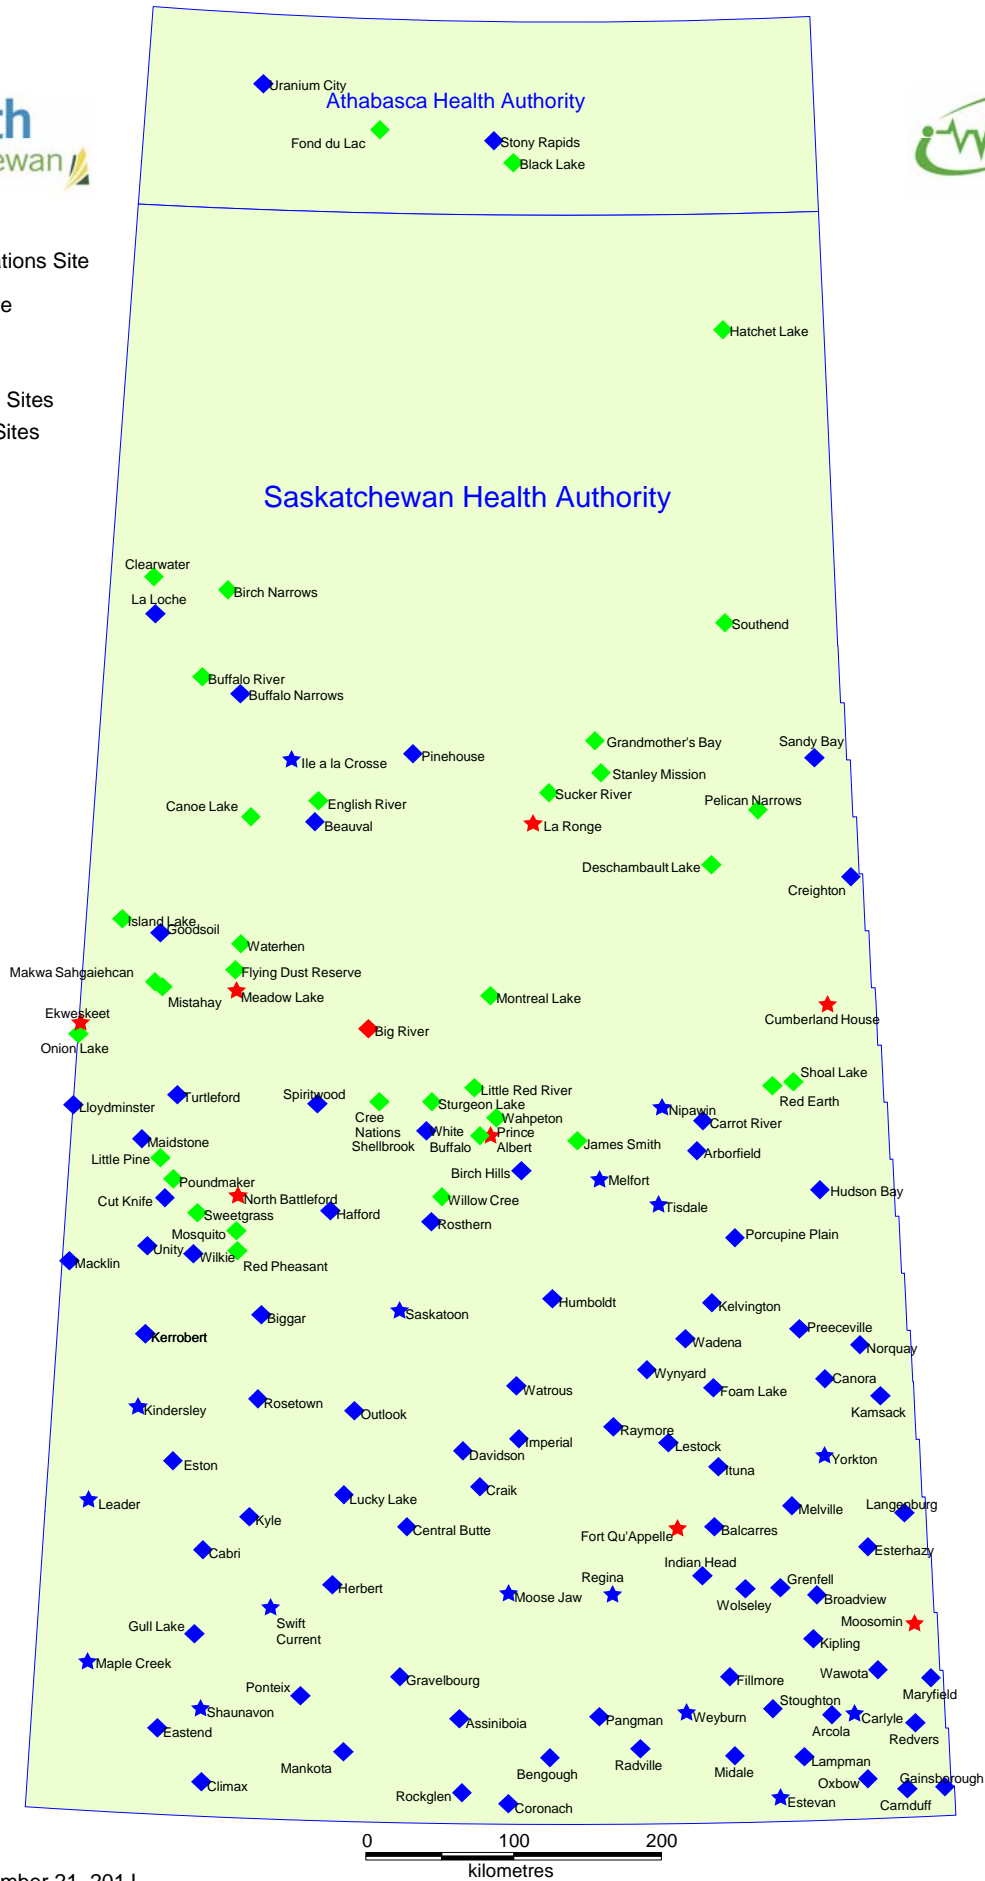 Uranium City
Athabasca Health Authority
Fond du Lac
Stony Rapids
Black Lake
Sites
Site
Sites
Hatchet Lake
Saskatchewan Health Authority
Clearwater
La Loche
Birch Narrows
Southend
Buffalo River
Buffalo Narrows
Grandmother's Bay
Sandy Bay
Ile a la Crosse
Pinehouse
Stanley Mission
Sucker River
Pelican Narrows
Canoe Lake
English River
Beauval
La Ronge
Deschambault Lake
Creighton
Island Lake
Goodsoil
Waterhen
Makwa Sahgaiehcan
Flying Dust Reserve
Mistahay
Meadow Lake
Montreal Lake
Ekweskeet
Cumberland House
Big River
Onion Lake
Shoal Lake
Red Earth
Little Red River
Turtleford
Spiritwood
Lloydminster
Cree
Nations
Shellbrook
Sturgeon Lake
Nipawin
Wahpeton
Carrot River
White
Buffalo
Prince
Albert
Maidstone
James Smith
Arborfield
Little Pine
Birch Hills
Poundmaker
Melfort
Cut Knife
North Battleford
Willow Cree
Hudson Bay
Sweetgrass
Hafford
Tisdale
Rosthern
Mosquito
Porcupine Plain
Unity
Wilkie
Macklin
Red Pheasant
Humboldt
Kelvington
Biggar
Saskatoon
Kerrobert
Preeceville
Wadena
Norquay
Wynyard
Canora
Watrous
Foam Lake
Kamsack
Kindersley
Rosetown
Outlook
Raymore
Imperial
Lestock
Davidson
Yorkton
Eston
Ituna
Craik
Leader
Lucky Lake
Melville
Langenburg
Kyle
Central Butte
Fort Qu'Appelle
Balcarres
Esterhazy
Cabri
Indian Head
Herbert
Regina
Grenfell
Moose Jaw
Wolseley
Broadview
Swift
Current
Moosomin
Gull Lake
Kipling
Maple Creek
Wawota
Gravelbourg
Fillmore
Maryfield
Ponteix
Stoughton
Shaunavon
Assiniboia
Pangman
Weyburn
Arcola
Carlyle
Redvers
Eastend
Mankota
Bengough
Radville
Midale
Lampman
Climax
Oxbow
Gainsborough
Rockglen
Coronach
Estevan
Carnduff
0 100 200
kilometres